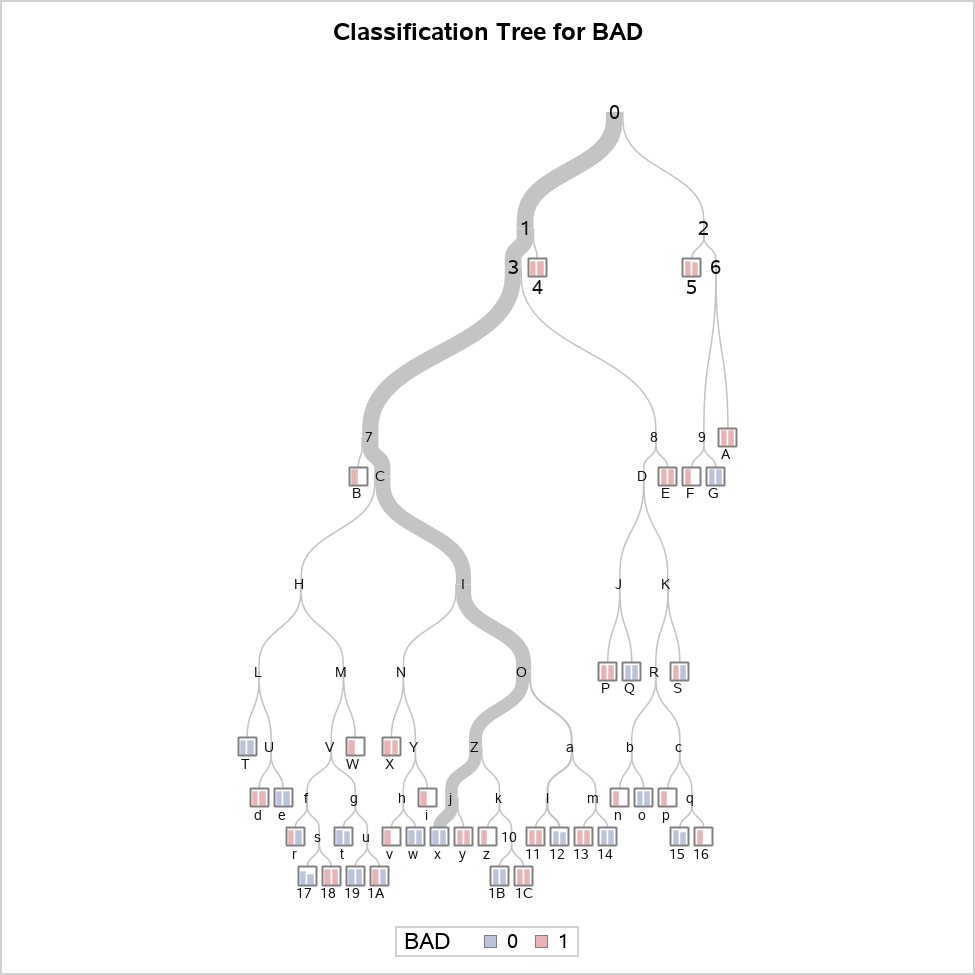 Classification Tree for BAD
0
1 2
3 6
4 5
7 8 9
A
C D
B E F G
H I J K
L M N O R
P Q S
U V Y Z a b c
T W X
f g h j k l m q
d e i n o p
s u 10
r t v w x y z 11 12 13 14 15 16
17 18 19 1A 1B 1C
BAD 0 1